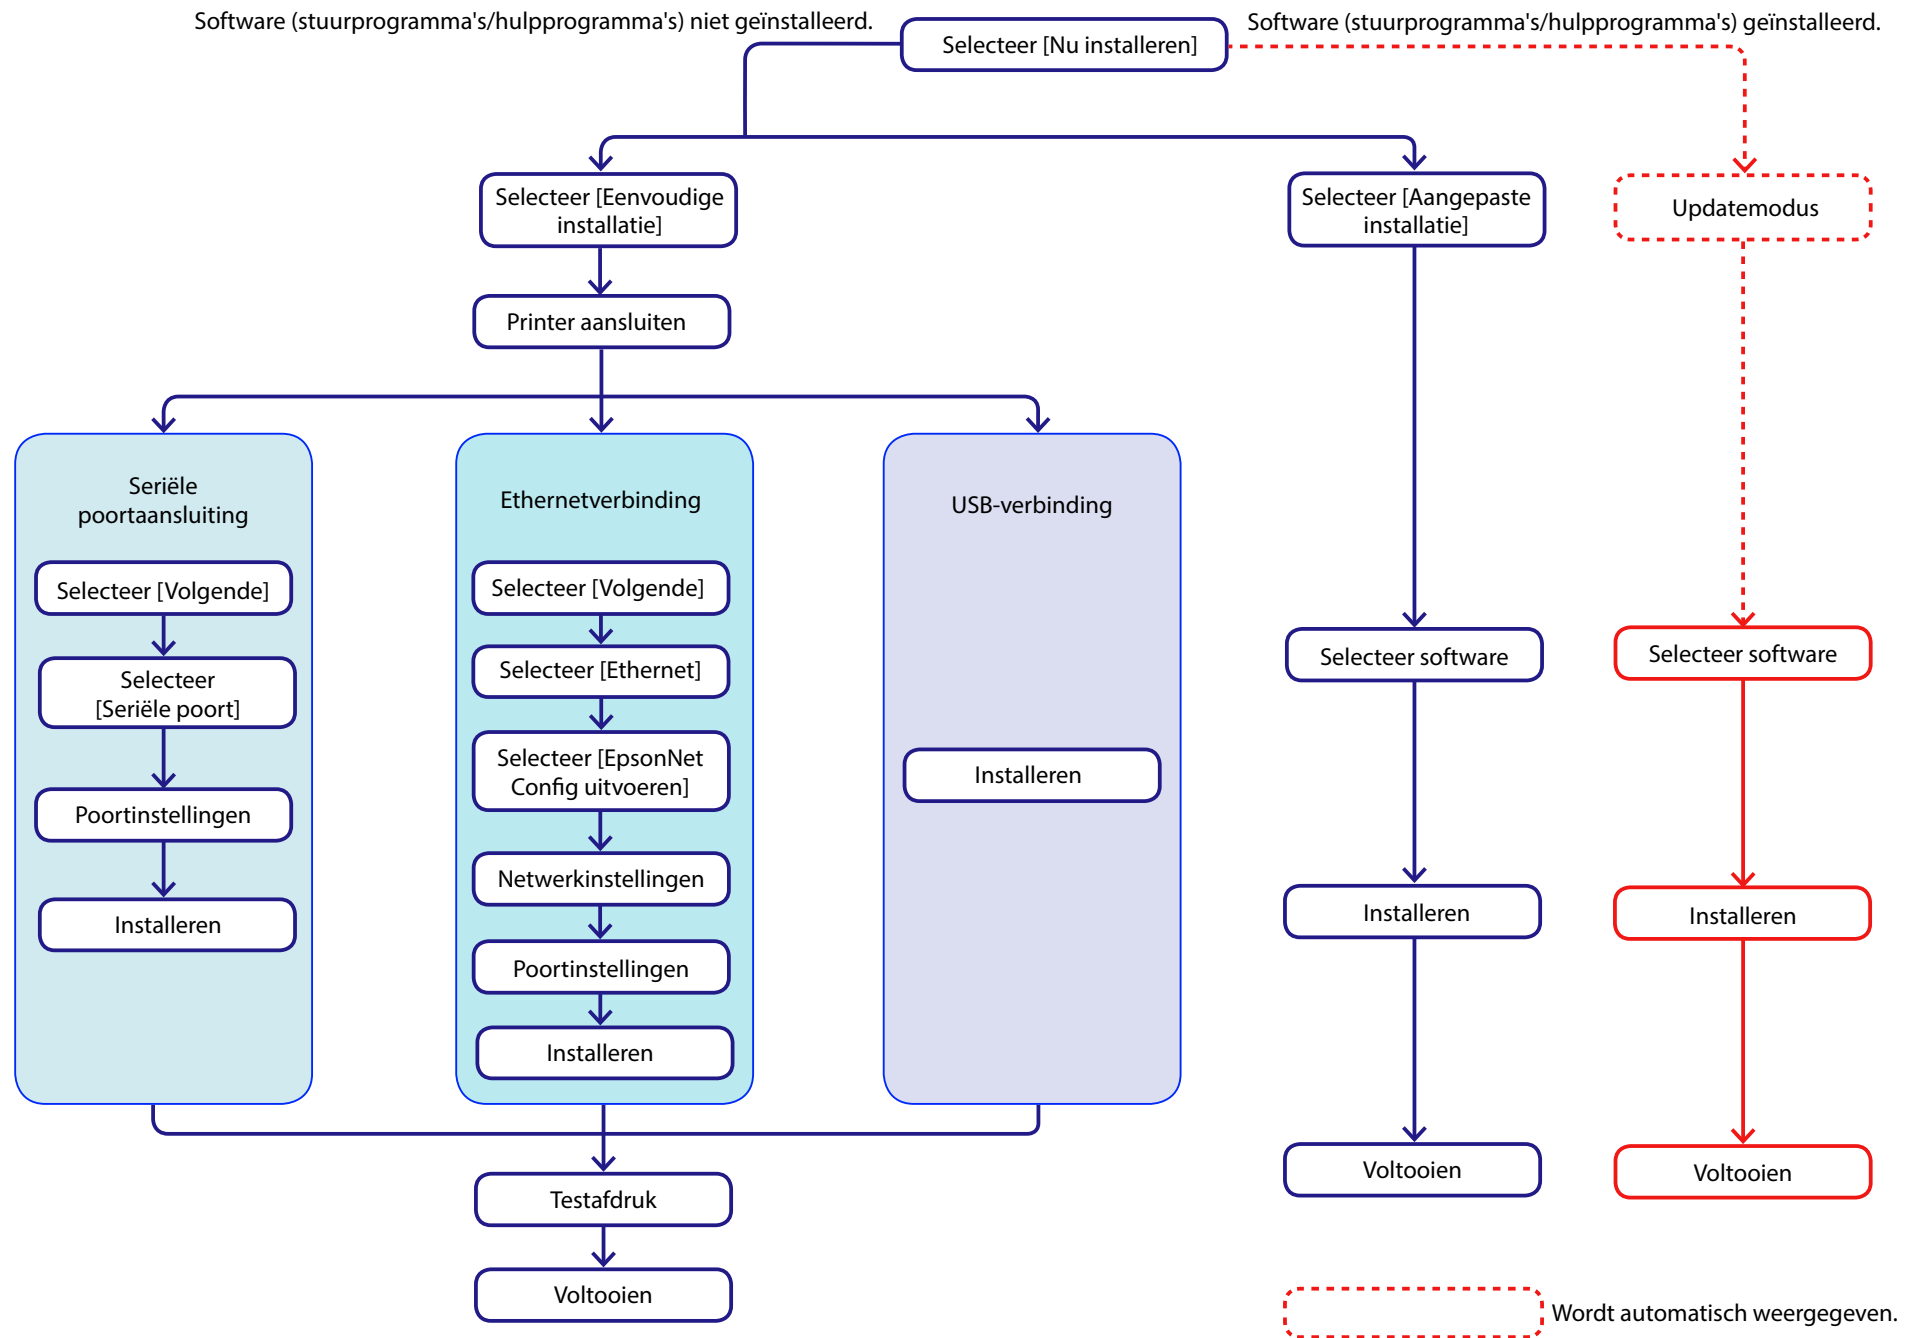 Software (stuurprogramma's/hulpprogramma's) niet geïnstalleerd.
Selecteer [Nu installeren]
Software (stuurprogramma's/hulpprogramma's) geïnstalleerd.
Selecteer [Eenvoudige
installatie]
Selecteer [Aangepaste
installatie]
Updatemodus
Printer aansluiten
Seriële
poortaansluiting
Selecteer [Volgende]
Selecteer
[Seriële poort]
Poortinstellingen
Installeren
Ethernetverbinding
Selecteer [Volgende]
Selecteer [Ethernet]
Selecteer [EpsonNet
Config uitvoeren]
Netwerkinstellingen
Poortinstellingen
Installeren
USB-verbinding
Installeren
Selecteer software
Installeren
Voltooien
Selecteer software
Installeren
Voltooien
Testafdruk
Voltooien
Wordt automatisch weergegeven.